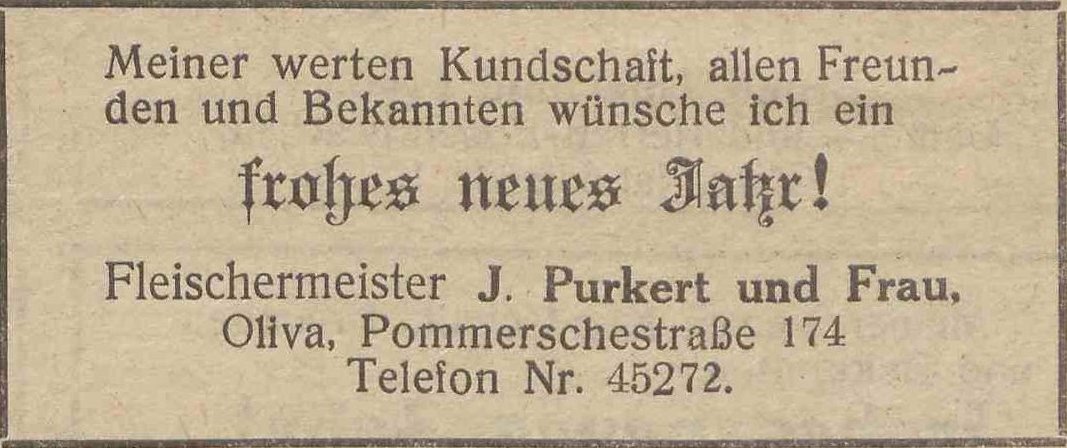 Meiner werten Kundschaft, allen Freun-
den und Bekannten wünsche ich ein
frohes neues Jahr!
Fleischermeister J. Purkert und Frau,
Oliva, Pommerschestraße 174
Telefon Nr. 45272.